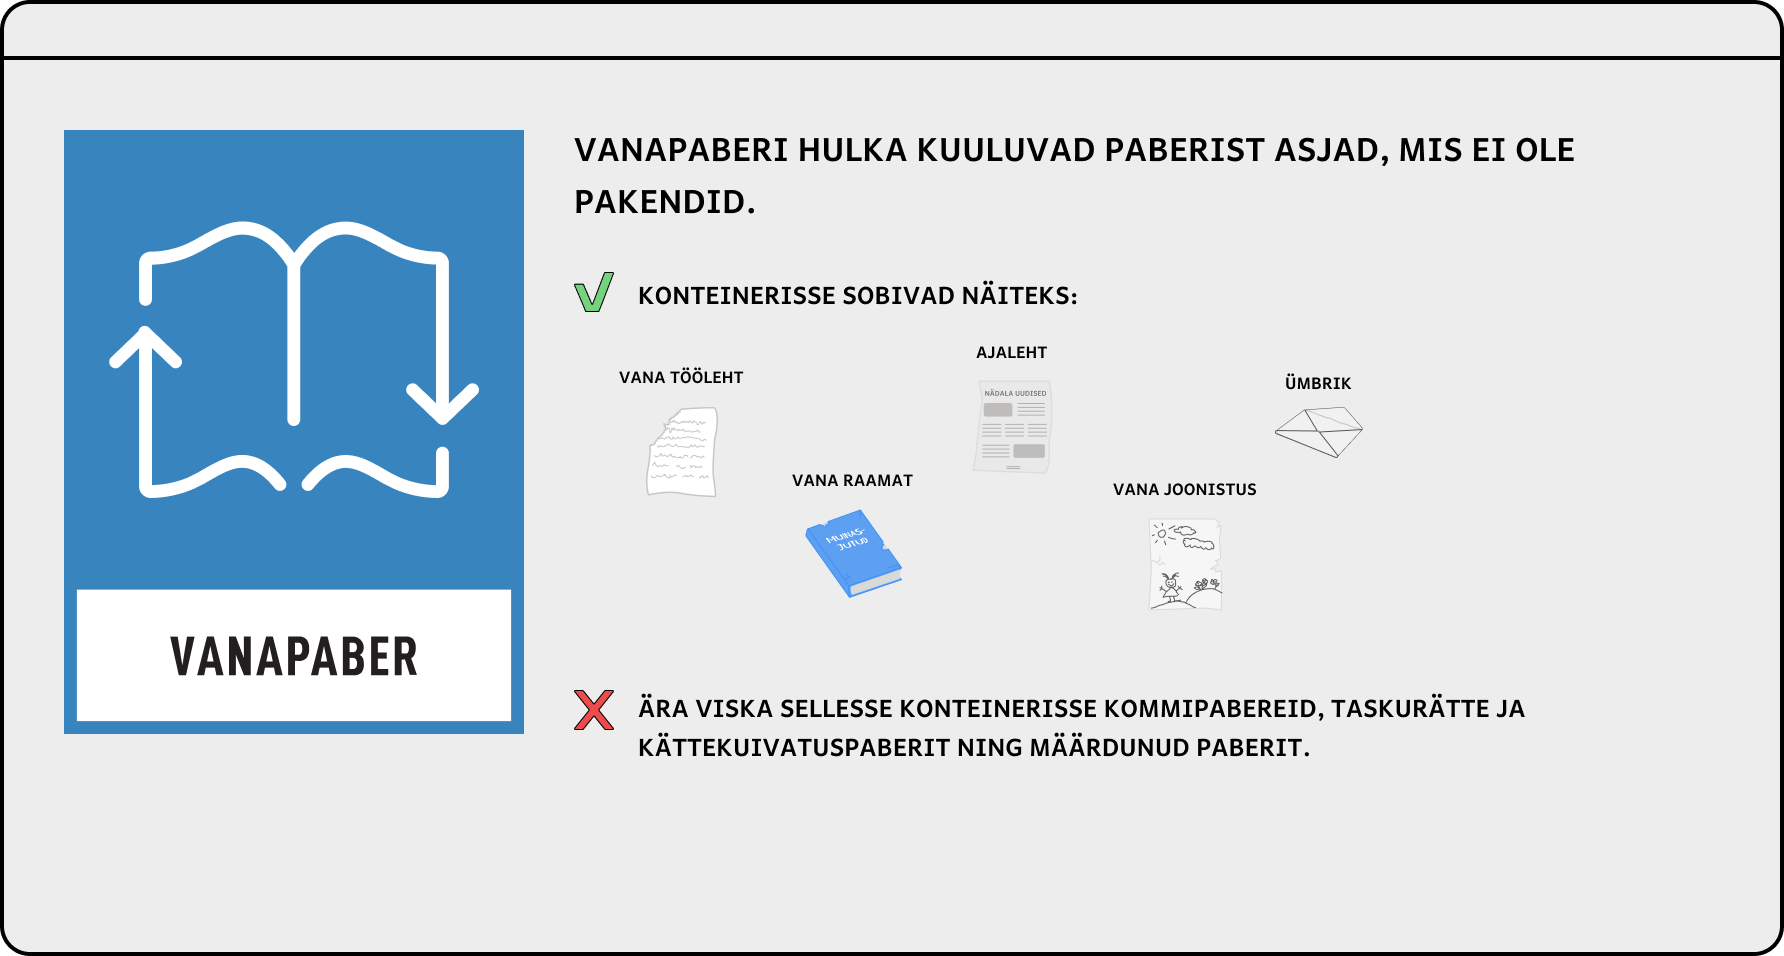 VANAPABER
VANAPABERI HULKA KUULUVAD PABERIST ASJAD, MIS EI OLE
PAKENDID.
KONTEINERISSE SOBIVAD NÄITEKS:
VANA TÖÖLEHT
VANA RAAMAT
MUINAS-
JUTUD
AJALEHT
NÄDALA UUDISED
VANA JOONISTUS
ÜMBRIK
ÄRA VISKA SELLESSE KONTEINERISSE KOMMIPABEREID, TASKURÄTTE JA
KÄTTEKUIVATUSPABERIT NING MÄÄRDUNUD PABERIT.